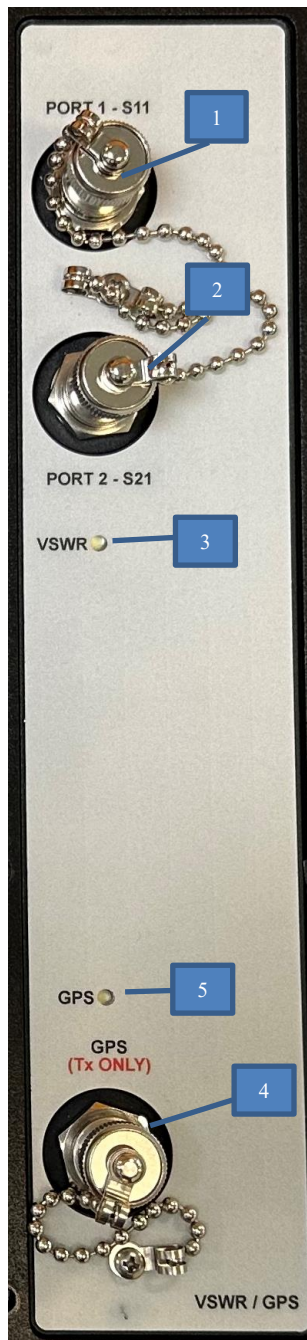 PORT 1 - S11
1
2
PORT 2 - S21
VSWR
3
GPS
5
GPS
(Tx ONLY)
4
VSWR / GPS